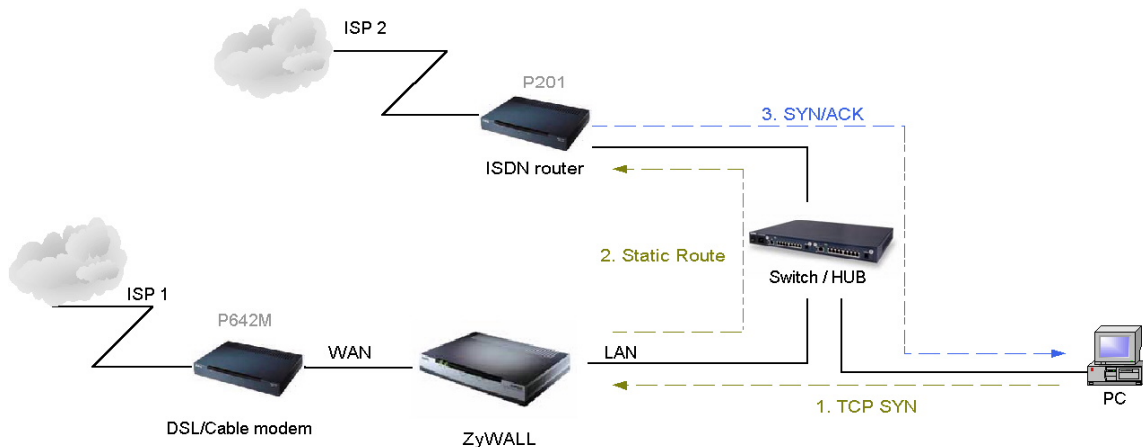 ISP 2
P201
3. SYN/ACK
ISDN router
2. Static Route
Switch / HUB
ISP 1
P642M
WAN
LAN
1. TCP SYN
PC
DSL/Cable modem
ZyWALL